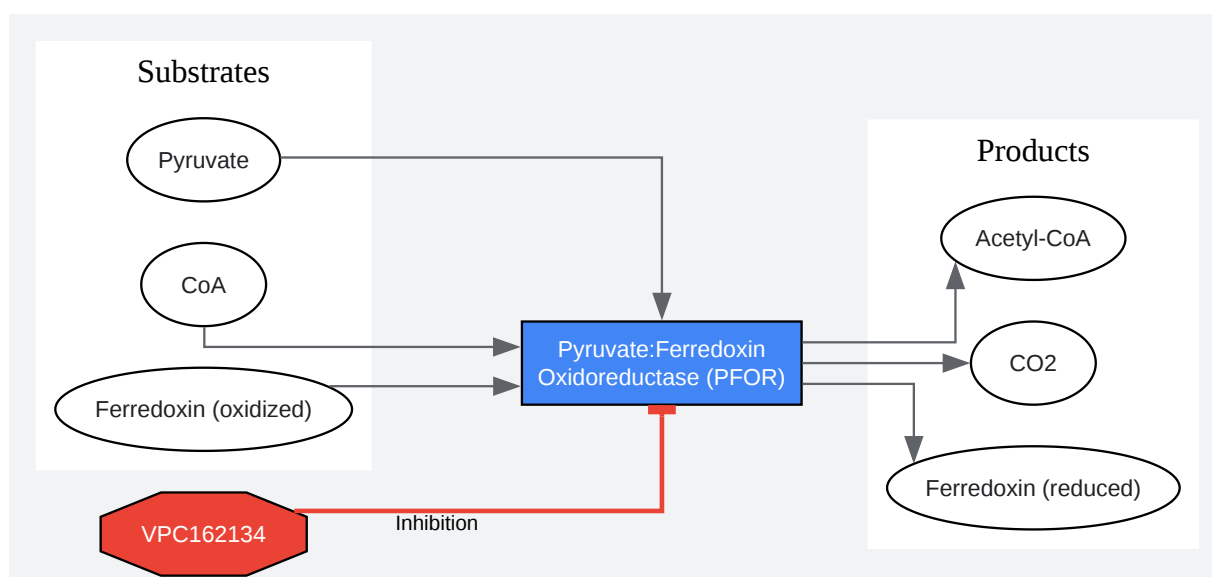 Substrates
Pyruvate
CoA
Ferredoxin (oxidized)
VPC162134
Inhibition
Pyruvate:Ferredoxin
Oxidoreductase (PFOR)
Products
Acetyl-CoA
CO2
Ferredoxin (reduced)